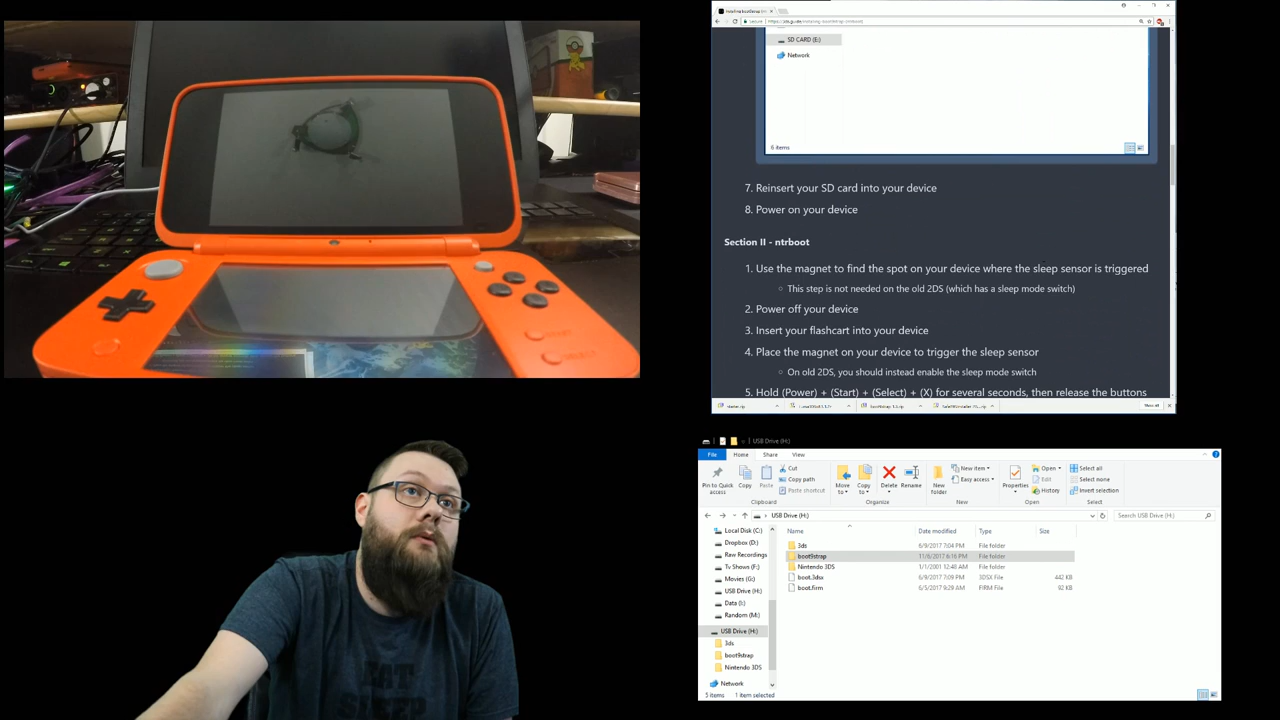 SD CARD (E:)
Network
6 items
7. Reinsert your SD card into your device
8. Power on your device
Section II - ntrboot
1. Use the magnet to find the spot on your device where the sleep sensor is triggered
This step is not needed on the old 2DS (which has a sleep mode switch)
2. Power off your device
3. Insert your flashcart into your device
4. Place the magnet on your device to trigger the sleep sensor
On old 2DS, you should instead enable the sleep mode switch
5. Hold (Power) + (Start) + (Select) + (X) for several seconds, then release the buttons
Show all
USB Drive (H:)
File Home Share View
Pin to Quick access
Copy
Paste
Cut
Copy path
Paste shortcut
Clipboard
Move to
Copy to
Delete
Rename
Organize
New folder
New item
Easy access
New
Properties
Open
Edit
History
Open
Select all
Select none
Invert selection
Select
USB Drive (H:)
Search USB Drive (H:)
Name Date modified Type Size
3ds 6/9/2017 7:04 PM File folder
boot9strap 11/6/2017 6:16 PM File folder
Nintendo 3DS 1/1/2001 12:48 AM File folder
boot.3dsx 6/9/2017 7:09 PM 3DSX File 442 KB
boot.firm 6/5/2017 9:29 AM FIRM File 92 KB
Local Disk (C:)
Dropbox (D:)
Raw Recordings
Tv Shows (F:)
Movies (G:)
USB Drive (H:)
Data (I:)
Random (M:)
USB Drive (H:)
3ds
boot9strap
Nintendo 3DS
Network
5 items 1 item selected